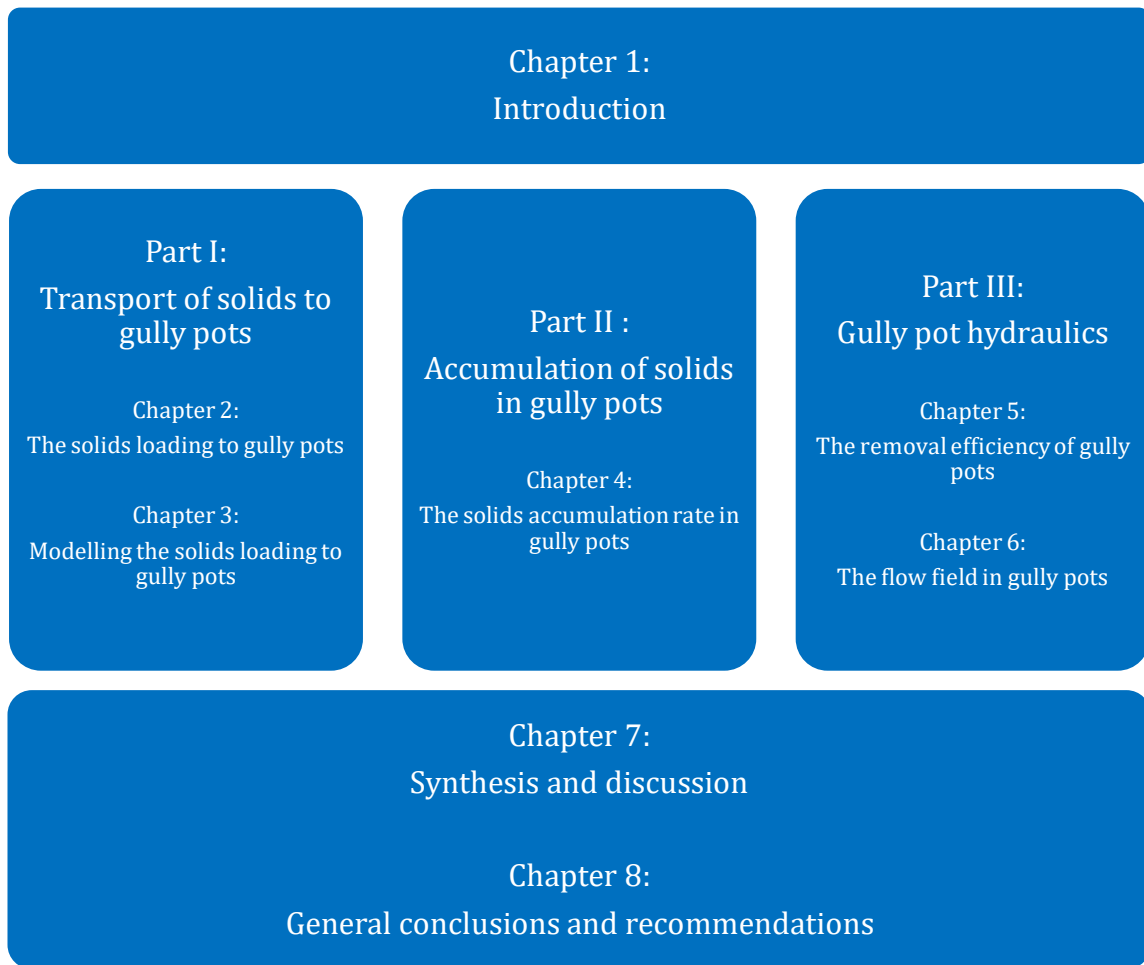 Chapter 1:
Introduction
Part I:
Transport of solids to
gully pots
Chapter 2:
The solids loading to gully pots
Chapter 3:
Modelling the solids loading to
gully pots
Part II :
Accumulation of solids
in gully pots
Chapter 4:
The solids accumulation rate in
gully pots
Part III:
Gully pot hydraulics
Chapter 5:
The removal efficiency of gully
pots
Chapter 6:
The flow field in gully pots
Chapter 7:
Synthesis and discussion
Chapter 8:
General conclusions and recommendations